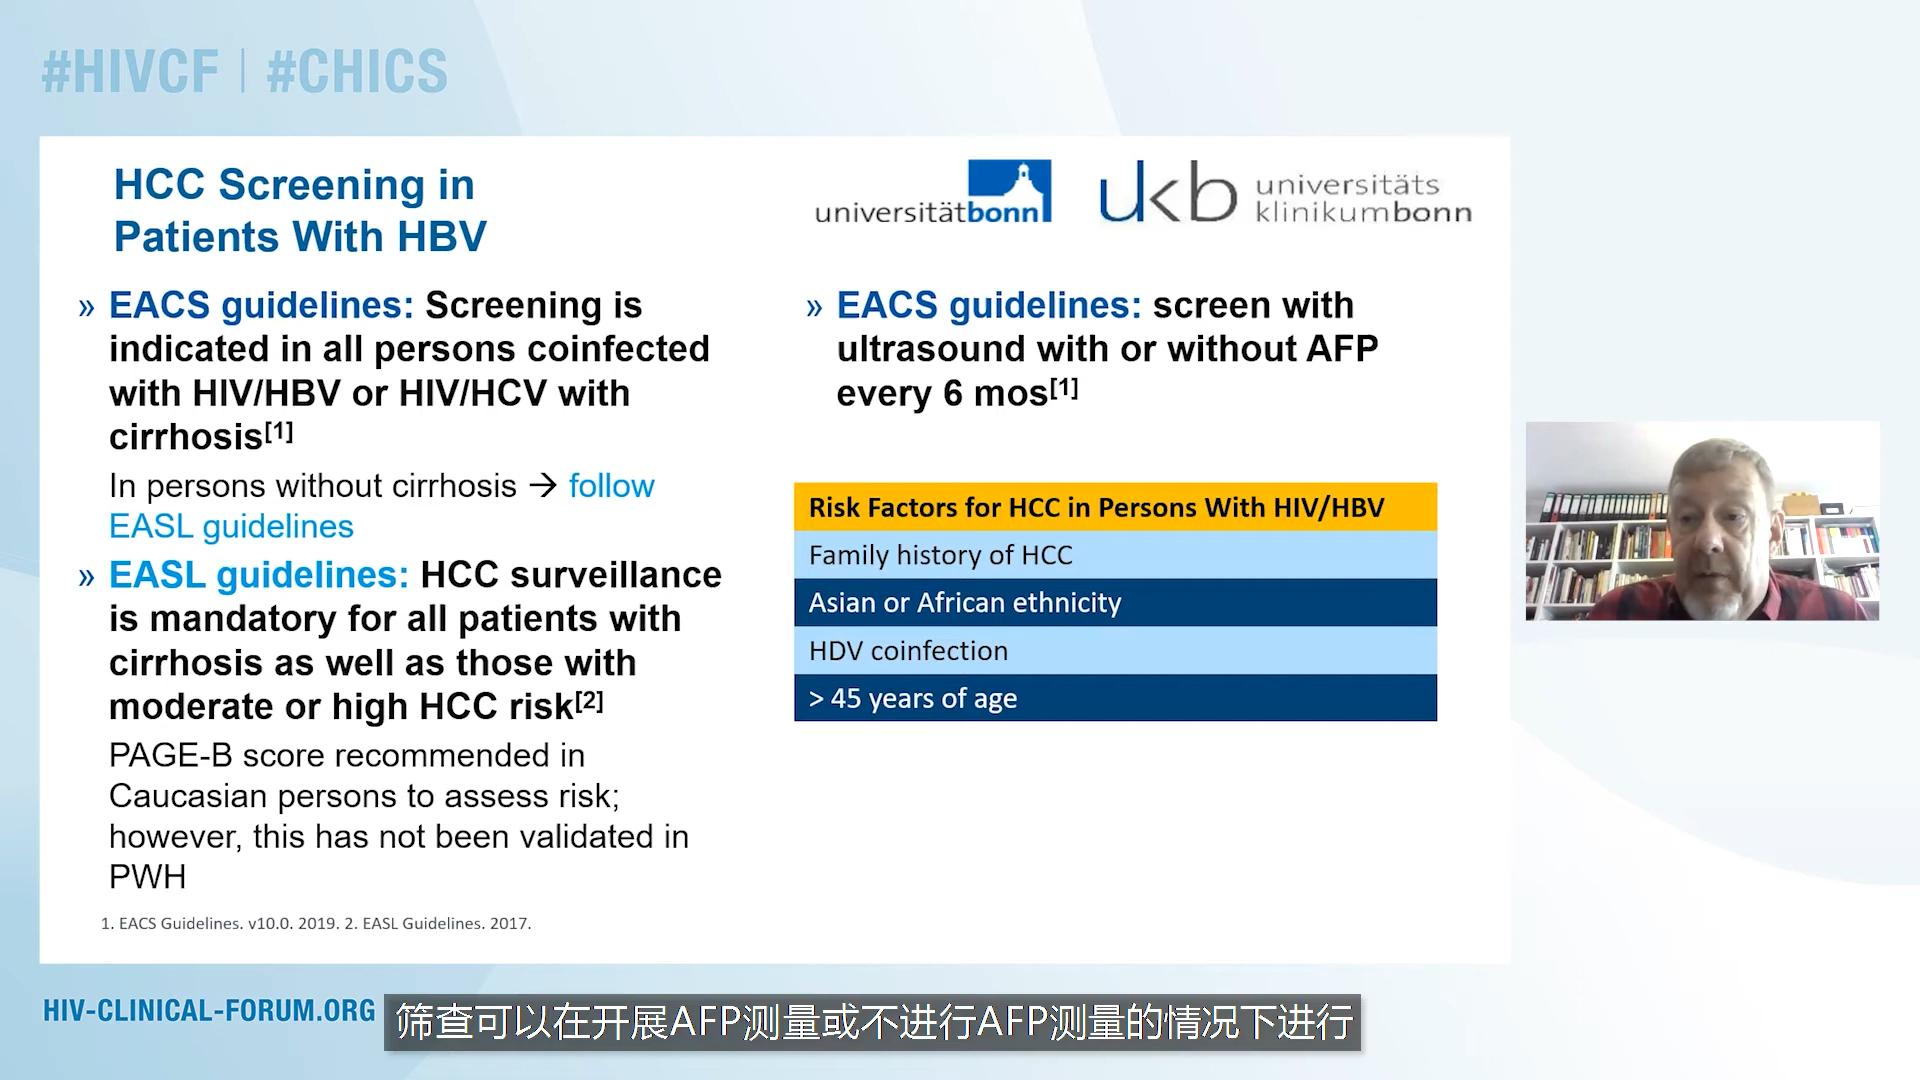 #HIVCF | #CHICS
HCC Screening in
Patients With HBV
universitätbonn
ukb universitäts
klinikumbonn
» EACS guidelines: Screening is
indicated in all persons coinfected
with HIV/HBV or HIV/HCV with
cirrhosis[1]
In persons without cirrhosis → follow
EASL guidelines
» EASL guidelines: HCC surveillance
is mandatory for all patients with
cirrhosis as well as those with
moderate or high HCC risk[2]
PAGE-B score recommended in
Caucasian persons to assess risk;
however, this has not been validated in
PWH
» EACS guidelines: screen with
ultrasound with or without AFP
every 6 mos[1]
Risk Factors for HCC in Persons With HIV/HBV
Family history of HCC
Asian or African ethnicity
HDV coinfection
> 45 years of age
1. EACS Guidelines. v10.0. 2019. 2. EASL Guidelines. 2017.
HIV-CLINICAL-FORUM.ORG
筛查可以在开展AFP测量或不进行AFP测量的情况下进行